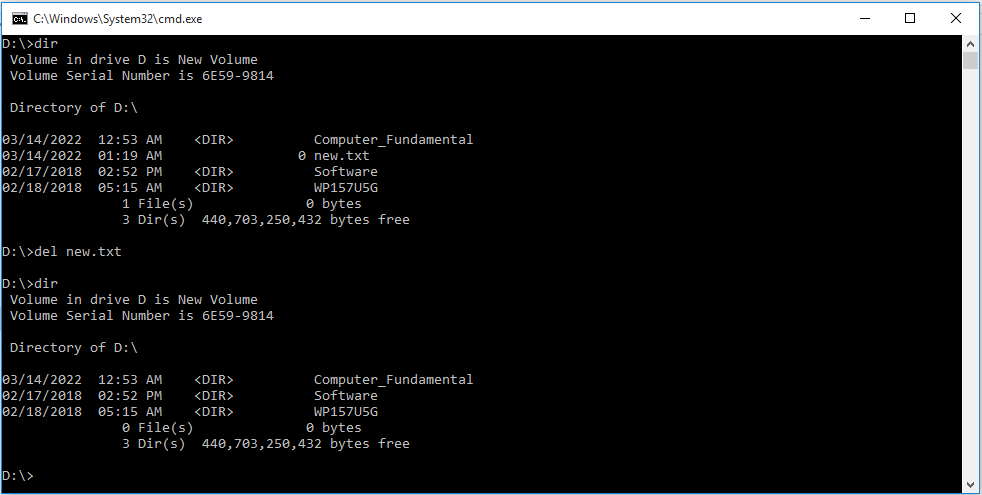 C:\Windows\System32\cmd.exe
D:\>dir
 Volume in drive D is New Volume
 Volume Serial Number is 6E59-9814

 Directory of D:\

03/14/2022  12:53 AM    <DIR>          Computer_Fundamental
03/14/2022  01:19 AM                 0 new.txt
02/17/2018  02:52 PM    <DIR>          Software
02/18/2018  05:15 AM    <DIR>          WP157U5G
               1 File(s)              0 bytes
               3 Dir(s)  440,703,250,432 bytes free

D:\>del new.txt

D:\>dir
 Volume in drive D is New Volume
 Volume Serial Number is 6E59-9814

 Directory of D:\

03/14/2022  12:53 AM    <DIR>          Computer_Fundamental
02/17/2018  02:52 PM    <DIR>          Software
02/18/2018  05:15 AM    <DIR>          WP157U5G
               0 File(s)              0 bytes
               3 Dir(s)  440,703,250,432 bytes free

D:\>